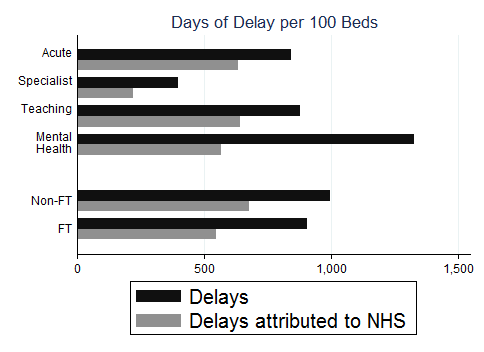 Days of Delay per 100 Beds
Acute
Specialist
Teaching
Mental
Health
Non-FT
FT
0 500 1,000 1,500
Delays
Delays attributed to NHS